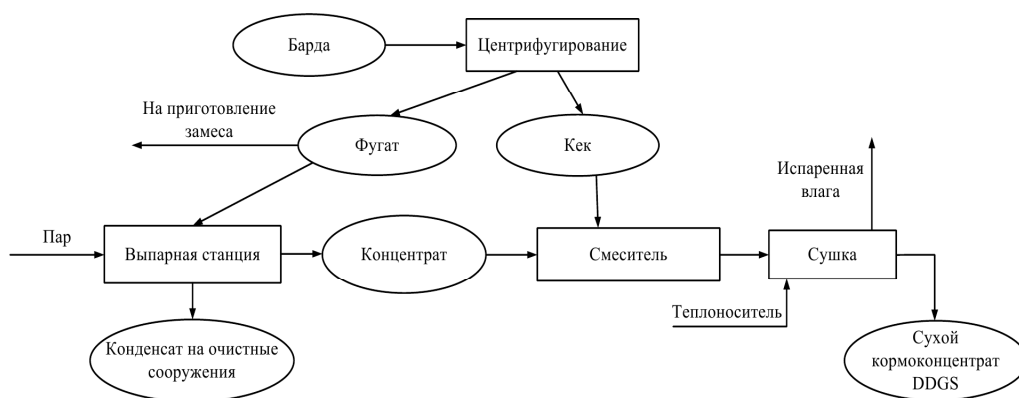 Барда
Центрифугирование
На приготовление
замеса
Фугат
Кек
Испаренная
влага
Пар
Выпарная станция
Концентрат
Смеситель
Сушка
Теплоноситель
Конденсат на очистные
сооружения
Сухой
кормоконцентрат
DDGS